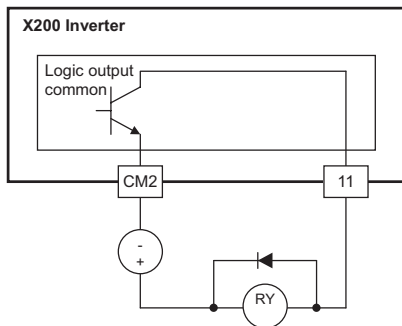 X200 Inverter
Logic output
common
CM2
11
-
+
RY